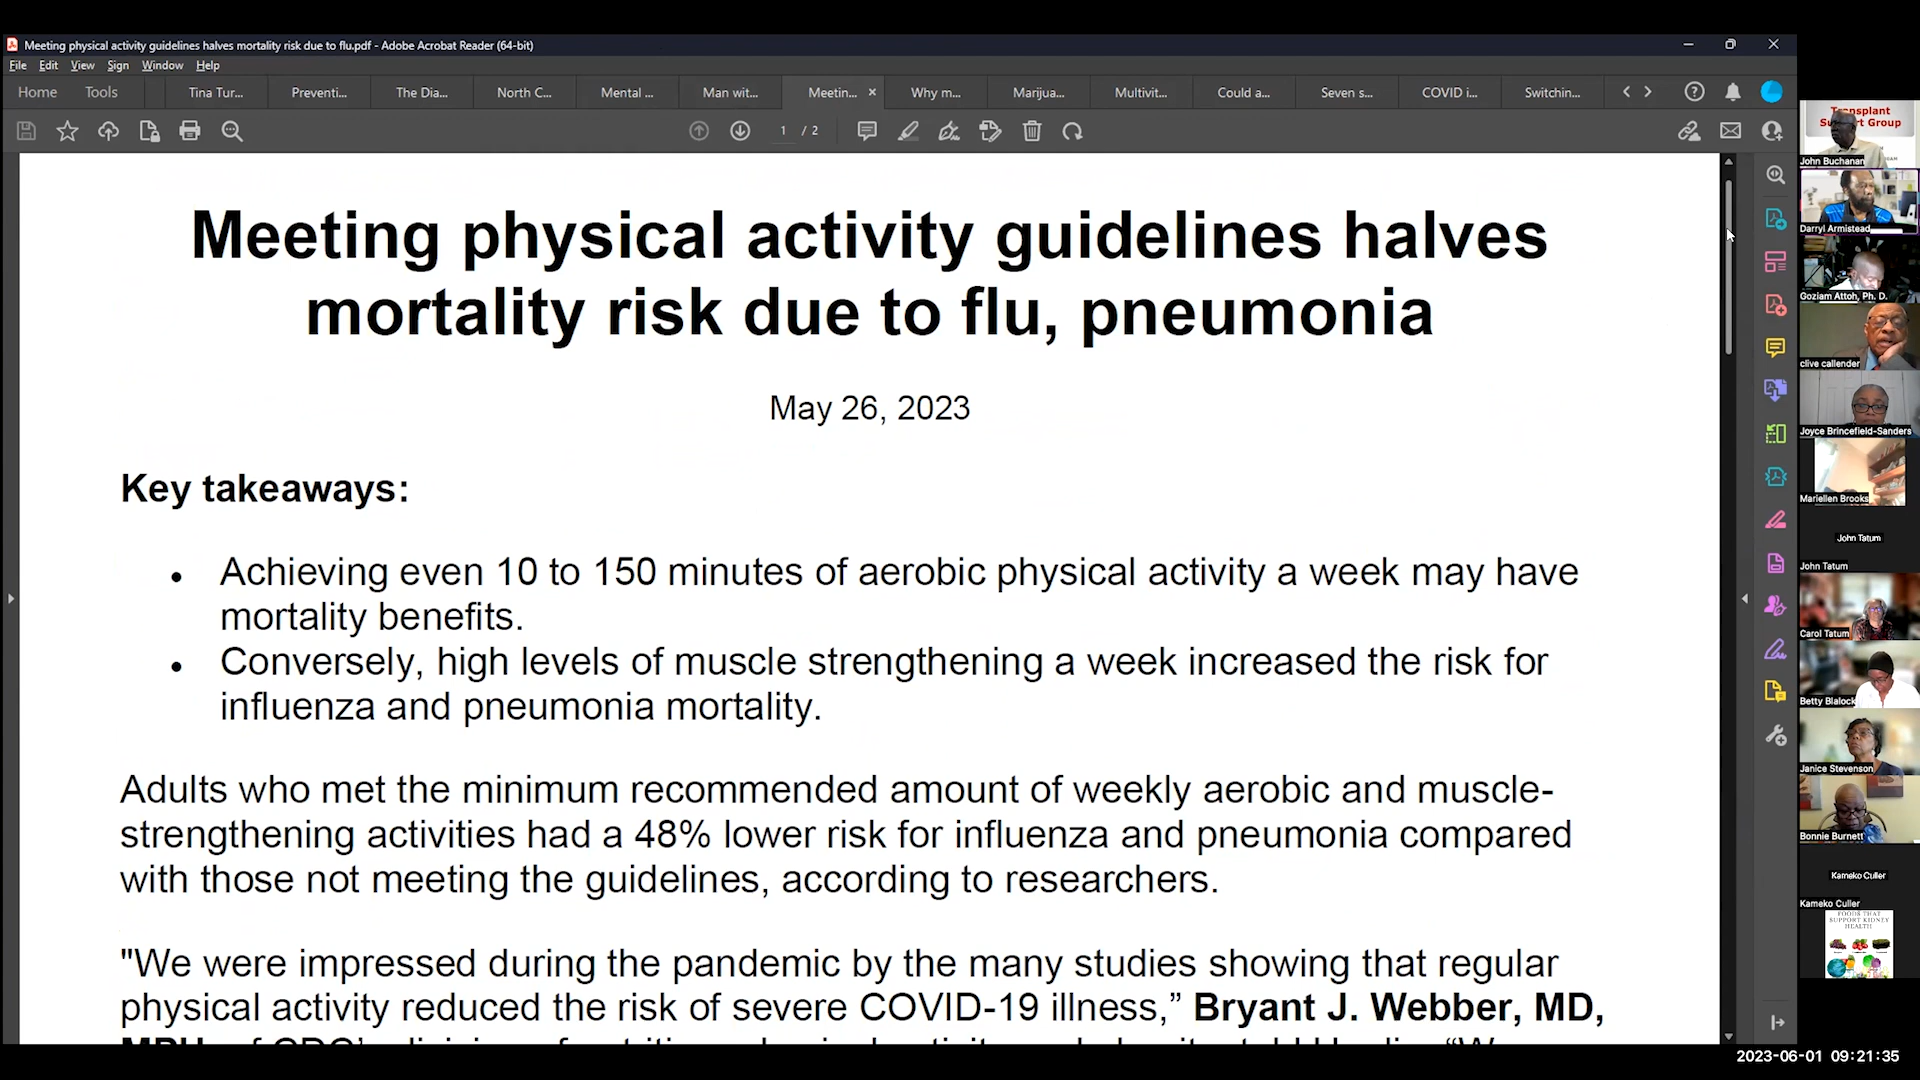 Meeting physical activity guidelines halves mortality risk due to flu.pdf - Adobe Acrobat Reader (64-bit)
File Edit View Sign Window Help
Home Tools Tina Tur... Preventi... The Dia... North C... Mental ... Man wit... Meetin... × Why m... Marijua... Multivit... Could a... Seven s... COVID i... Switchin...
1 / 2
Meeting physical activity guidelines halves
mortality risk due to flu, pneumonia
May 26, 2023
Key takeaways:
• Achieving even 10 to 150 minutes of aerobic physical activity a week may have
mortality benefits.
• Conversely, high levels of muscle strengthening a week increased the risk for
influenza and pneumonia mortality.
Adults who met the minimum recommended amount of weekly aerobic and muscle-
strengthening activities had a 48% lower risk for influenza and pneumonia compared
with those not meeting the guidelines, according to researchers.
"We were impressed during the pandemic by the many studies showing that regular
physical activity reduced the risk of severe COVID-19 illness,” Bryant J. Webber, MD,
Transplant
Group
John Buchanan
Darryl Armistead
Goziam Attoh, Ph. D.
clive callender
Joyce Brincefield-Sanders
Mariellen Brooks
John Tatum
John Tatum
Carol Tatum
Betty Blalock
Janice Stevenson
Bonnie Burnett
Kameko Culler
Kameko Culler
FOODS THAT
SUPPORT KIDNEY
HEALTH
2023-06-01 09:21:35